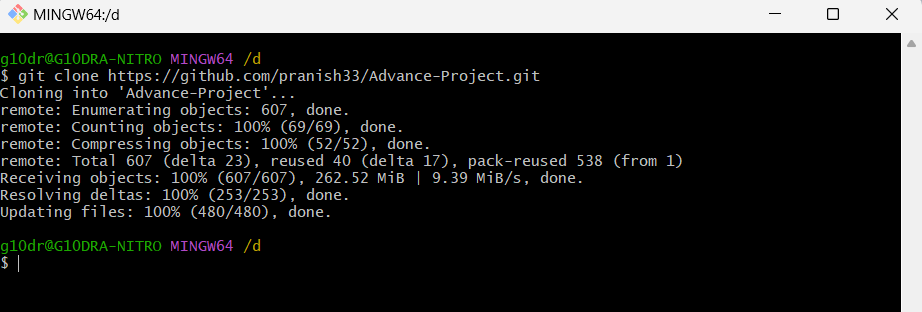 MINGW64:/d
g10dr@G10DRA-NITRO MINGW64 /d
$ git clone https://github.com/pranish33/Advance-Project.git
Cloning into 'Advance-Project'...
remote: Enumerating objects: 607, done.
remote: Counting objects: 100% (69/69), done.
remote: Compressing objects: 100% (52/52), done.
remote: Total 607 (delta 23), reused 40 (delta 17), pack-reused 538 (from 1)
Receiving objects: 100% (607/607), 262.52 MiB | 9.39 MiB/s, done.
Resolving deltas: 100% (253/253), done.
Updating files: 100% (480/480), done.
g10dr@G10DRA-NITRO MINGW64 /d
$